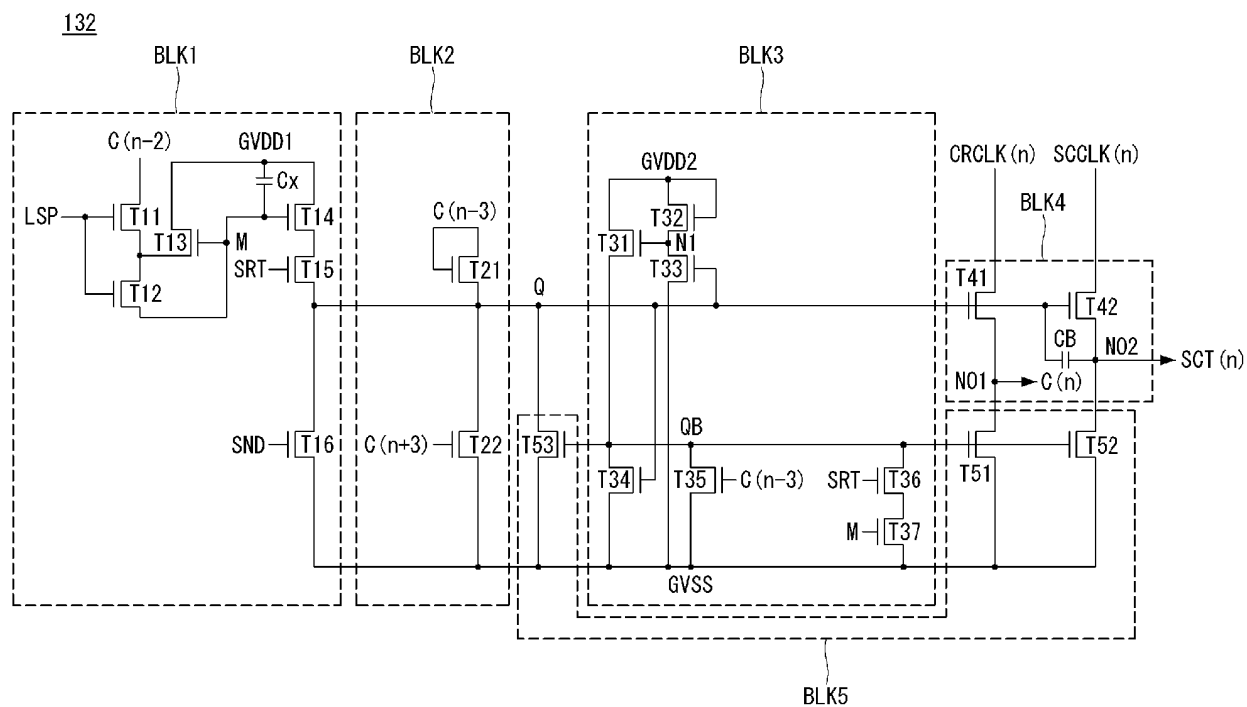 132
BLK1
BLK2
BLK3
C(n-2)
GVDD1
Cx
LSP
T11
T14
T13
M
SRT
T15
T12
C(n-3)
T21
Q
GVDD2
T32
T31
N1
T33
CRCLK(n)
SCCLK(n)
BLK4
T41
T42
CB
NO2
SCT(n)
NO1
C(n)
SND
T16
C(n+3)
T22
T53
QB
T34
T35
C(n-3)
SRT
T36
M
T37
T51
T52
GVSS
BLK5